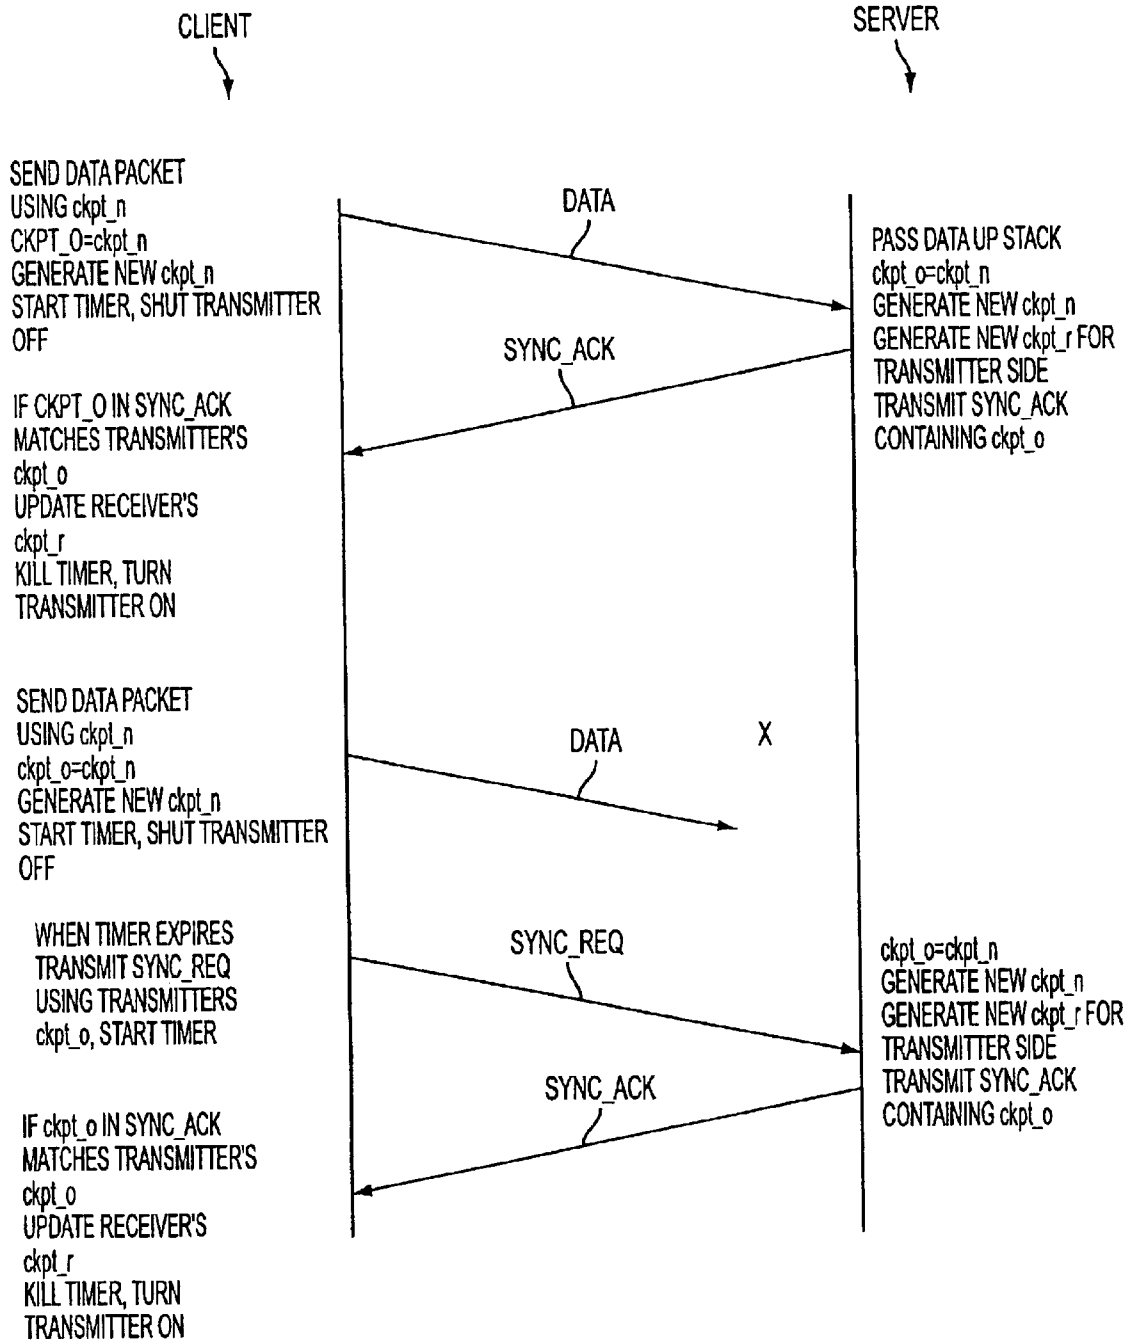 CLIENT
SERVER
SEND DATA PACKET
USING ckpt_n
CKPT_O=ckpt_n
GENERATE NEW ckpt_n
START TIMER, SHUT TRANSMITTER
OFF
DATA
PASS DATA UP STACK
ckpt_o=ckpt_n
GENERATE NEW ckpt_n
GENERATE NEW ckpt_r FOR
TRANSMITTER SIDE
TRANSMIT SYNC_ACK
CONTAINING ckpt_o
SYNC_ACK
IF CKPT_O IN SYNC_ACK
MATCHES TRANSMITTER'S
ckpt_o
UPDATE RECEIVER'S
ckpt_r
KILL TIMER, TURN
TRANSMITTER ON
SEND DATA PACKET
USING ckpt_n
ckpt_o=ckpt_n
GENERATE NEW ckpt_n
START TIMER, SHUT TRANSMITTER
OFF
DATA
X
WHEN TIMER EXPIRES
TRANSMIT SYNC_REQ
USING TRANSMITTERS
ckpt_o, START TIMER
SYNC_REQ
ckpt_o=ckpt_n
GENERATE NEW ckpt_n
GENERATE NEW ckpt_r FOR
TRANSMITTER SIDE
TRANSMIT SYNC_ACK
CONTAINING ckpt_o
SYNC_ACK
IF ckpt_o IN SYNC_ACK
MATCHES TRANSMITTER'S
ckpt_o
UPDATE RECEIVER'S
ckpt_r
KILL TIMER, TURN
TRANSMITTER ON